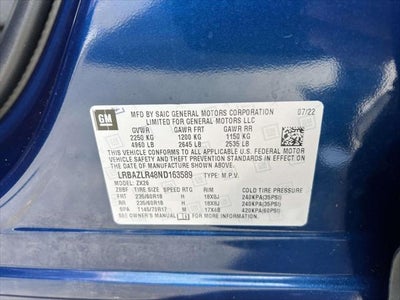 GM
MFD BY SAIC GENERAL MOTORS CORPORATION 07/22
LIMITED FOR GENERAL MOTORS LLC
GVWR GAWR FRT GAWR RR
2250 KG 1200 KG 1150 KG
4960 LB 2645 LB 2535 LB
THIS VEHICLE CONFORMS TO ALL APPLICABLE U.S. FEDERAL
MOTOR VEHICLE SAFETY, BUMPER, AND THEFT PREVENTION
STANDARDS IN EFFECT ON THE DATE OF MANUFACTURE SHOWN ABOVE.
LRBAZLR48ND163589 TYPE: M.P.V.
MODEL: ZX26
TIRE SIZE SPEED RTG RIM COLD TIRE PRESSURE
FRT 235/60R18 H 18X8J 240KPA(35PSI)
RR 235/60R18 H 18X8J 240KPA(35PSI)
SPA T145/70R17 M 17X4B 420KPA(60PSI)
SEE OWNER'S MANUAL FOR MORE INFORMATION.